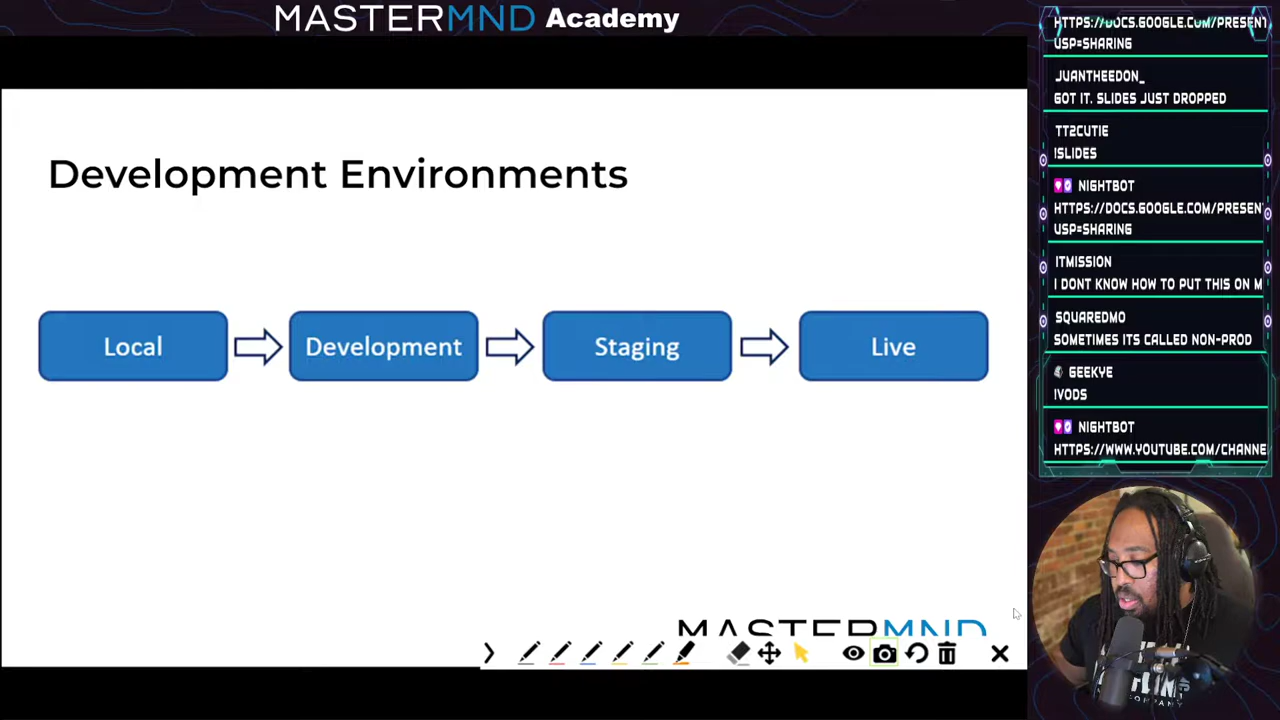 MASTERMND Academy
Development Environments
Local
Development
Staging
Live
MASTERMND
HTTPS://DOCS.GOOGLE.COM/PRESENT
USP=SHARING
JUANTHEEDON_
GOT IT. SLIDES JUST DROPPED
TT2CUTIE
!SLIDES
NIGHTBOT
HTTPS://DOCS.GOOGLE.COM/PRESEN
USP=SHARING
ITMISSION
I DONT KNOW HOW TO PUT THIS ON M
SQUAREDMO
SOMETIMES ITS CALLED NON-PROD
GEEKYE
!VODS
NIGHTBOT
HTTPS://WWW.YOUTUBE.COM/CHANNE